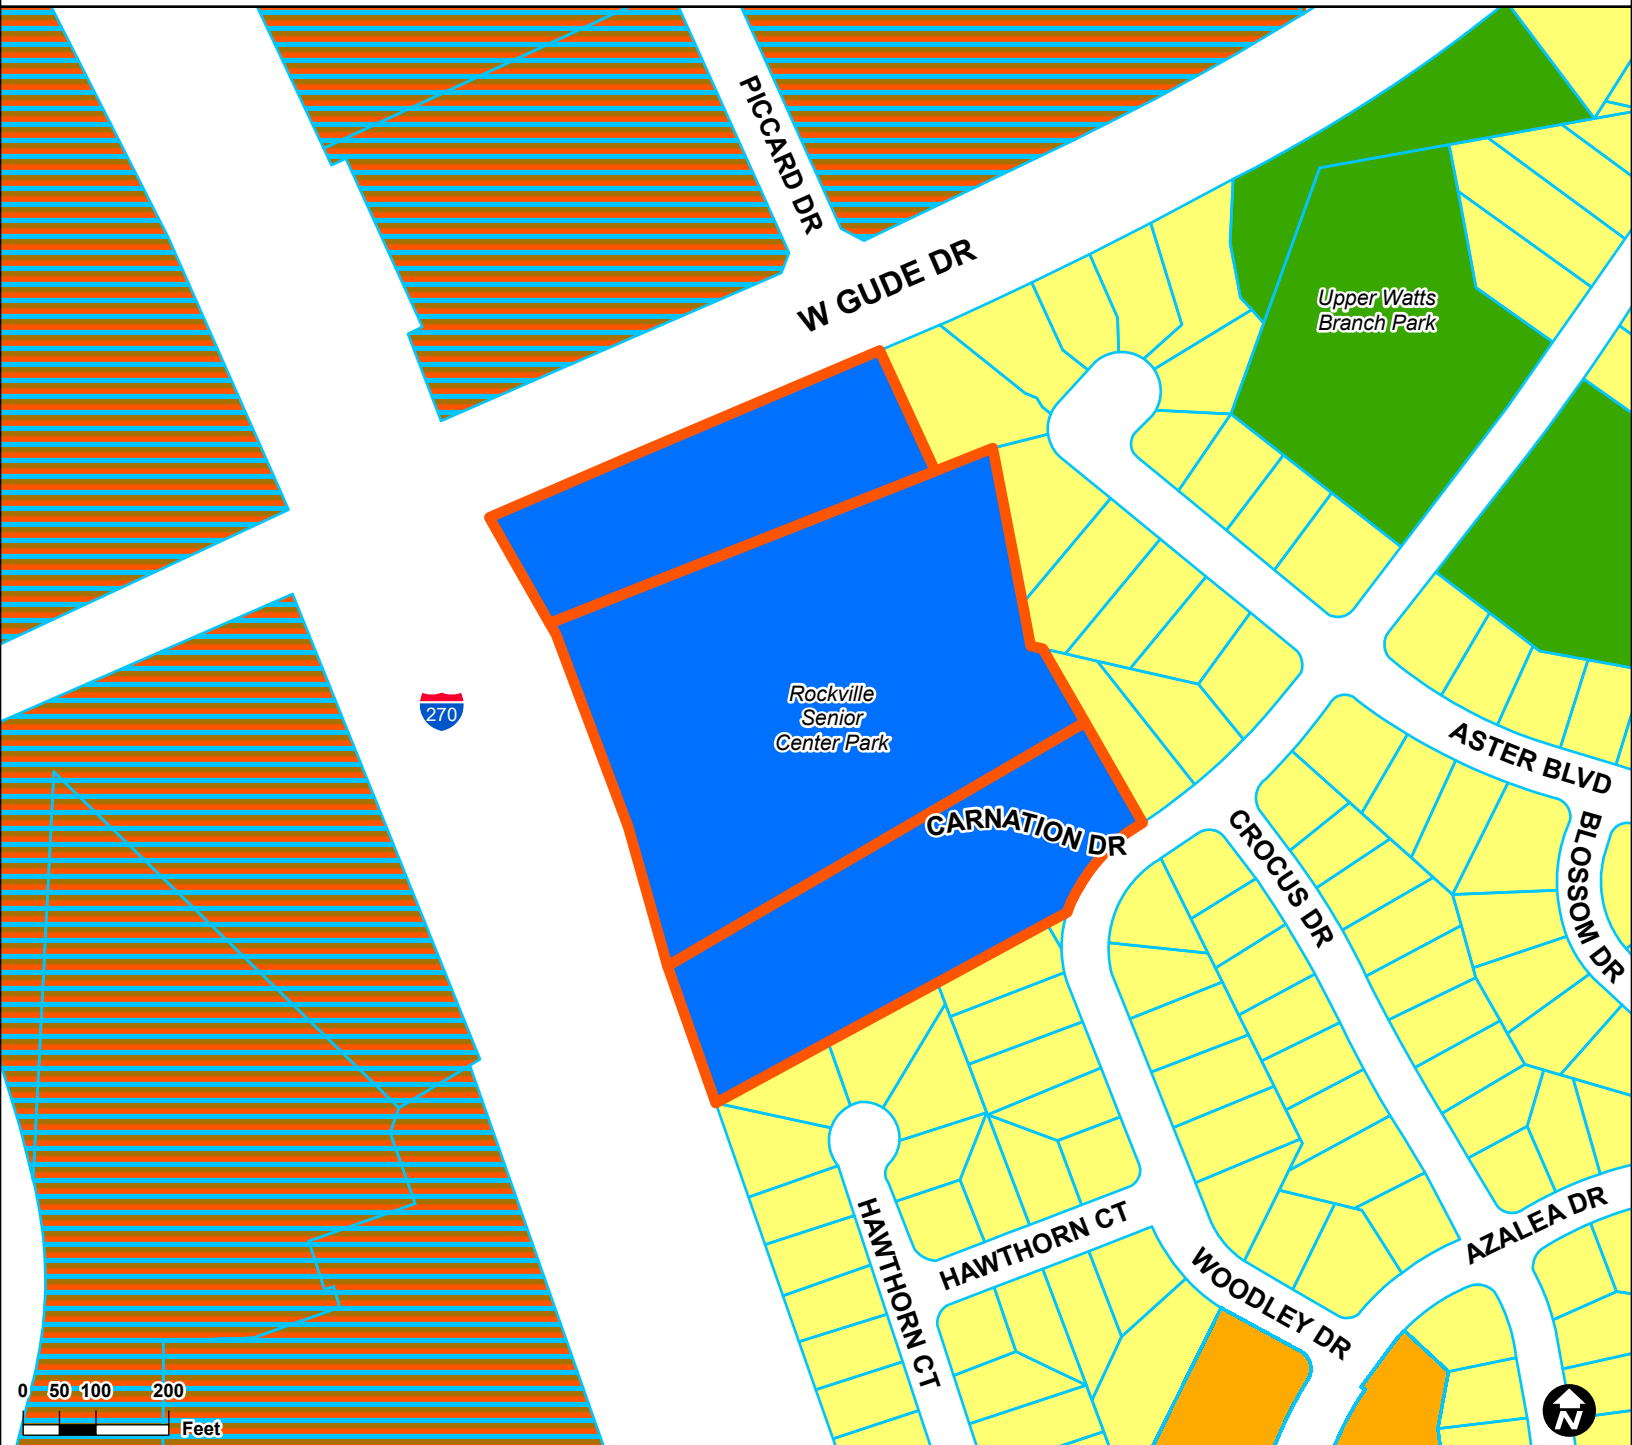 PICCARD DR
W GUDE DR
Upper Watts
Branch Park
270
Rockville
Senior
Center Park
ASTER BLVD
CARNATION DR
CROCUS DR
BLOSSOM DR
HAWTHORN CT
HAWTHORN CT
AZALEA DR
WOODLEY DR
0 50 100 200
Feet
N